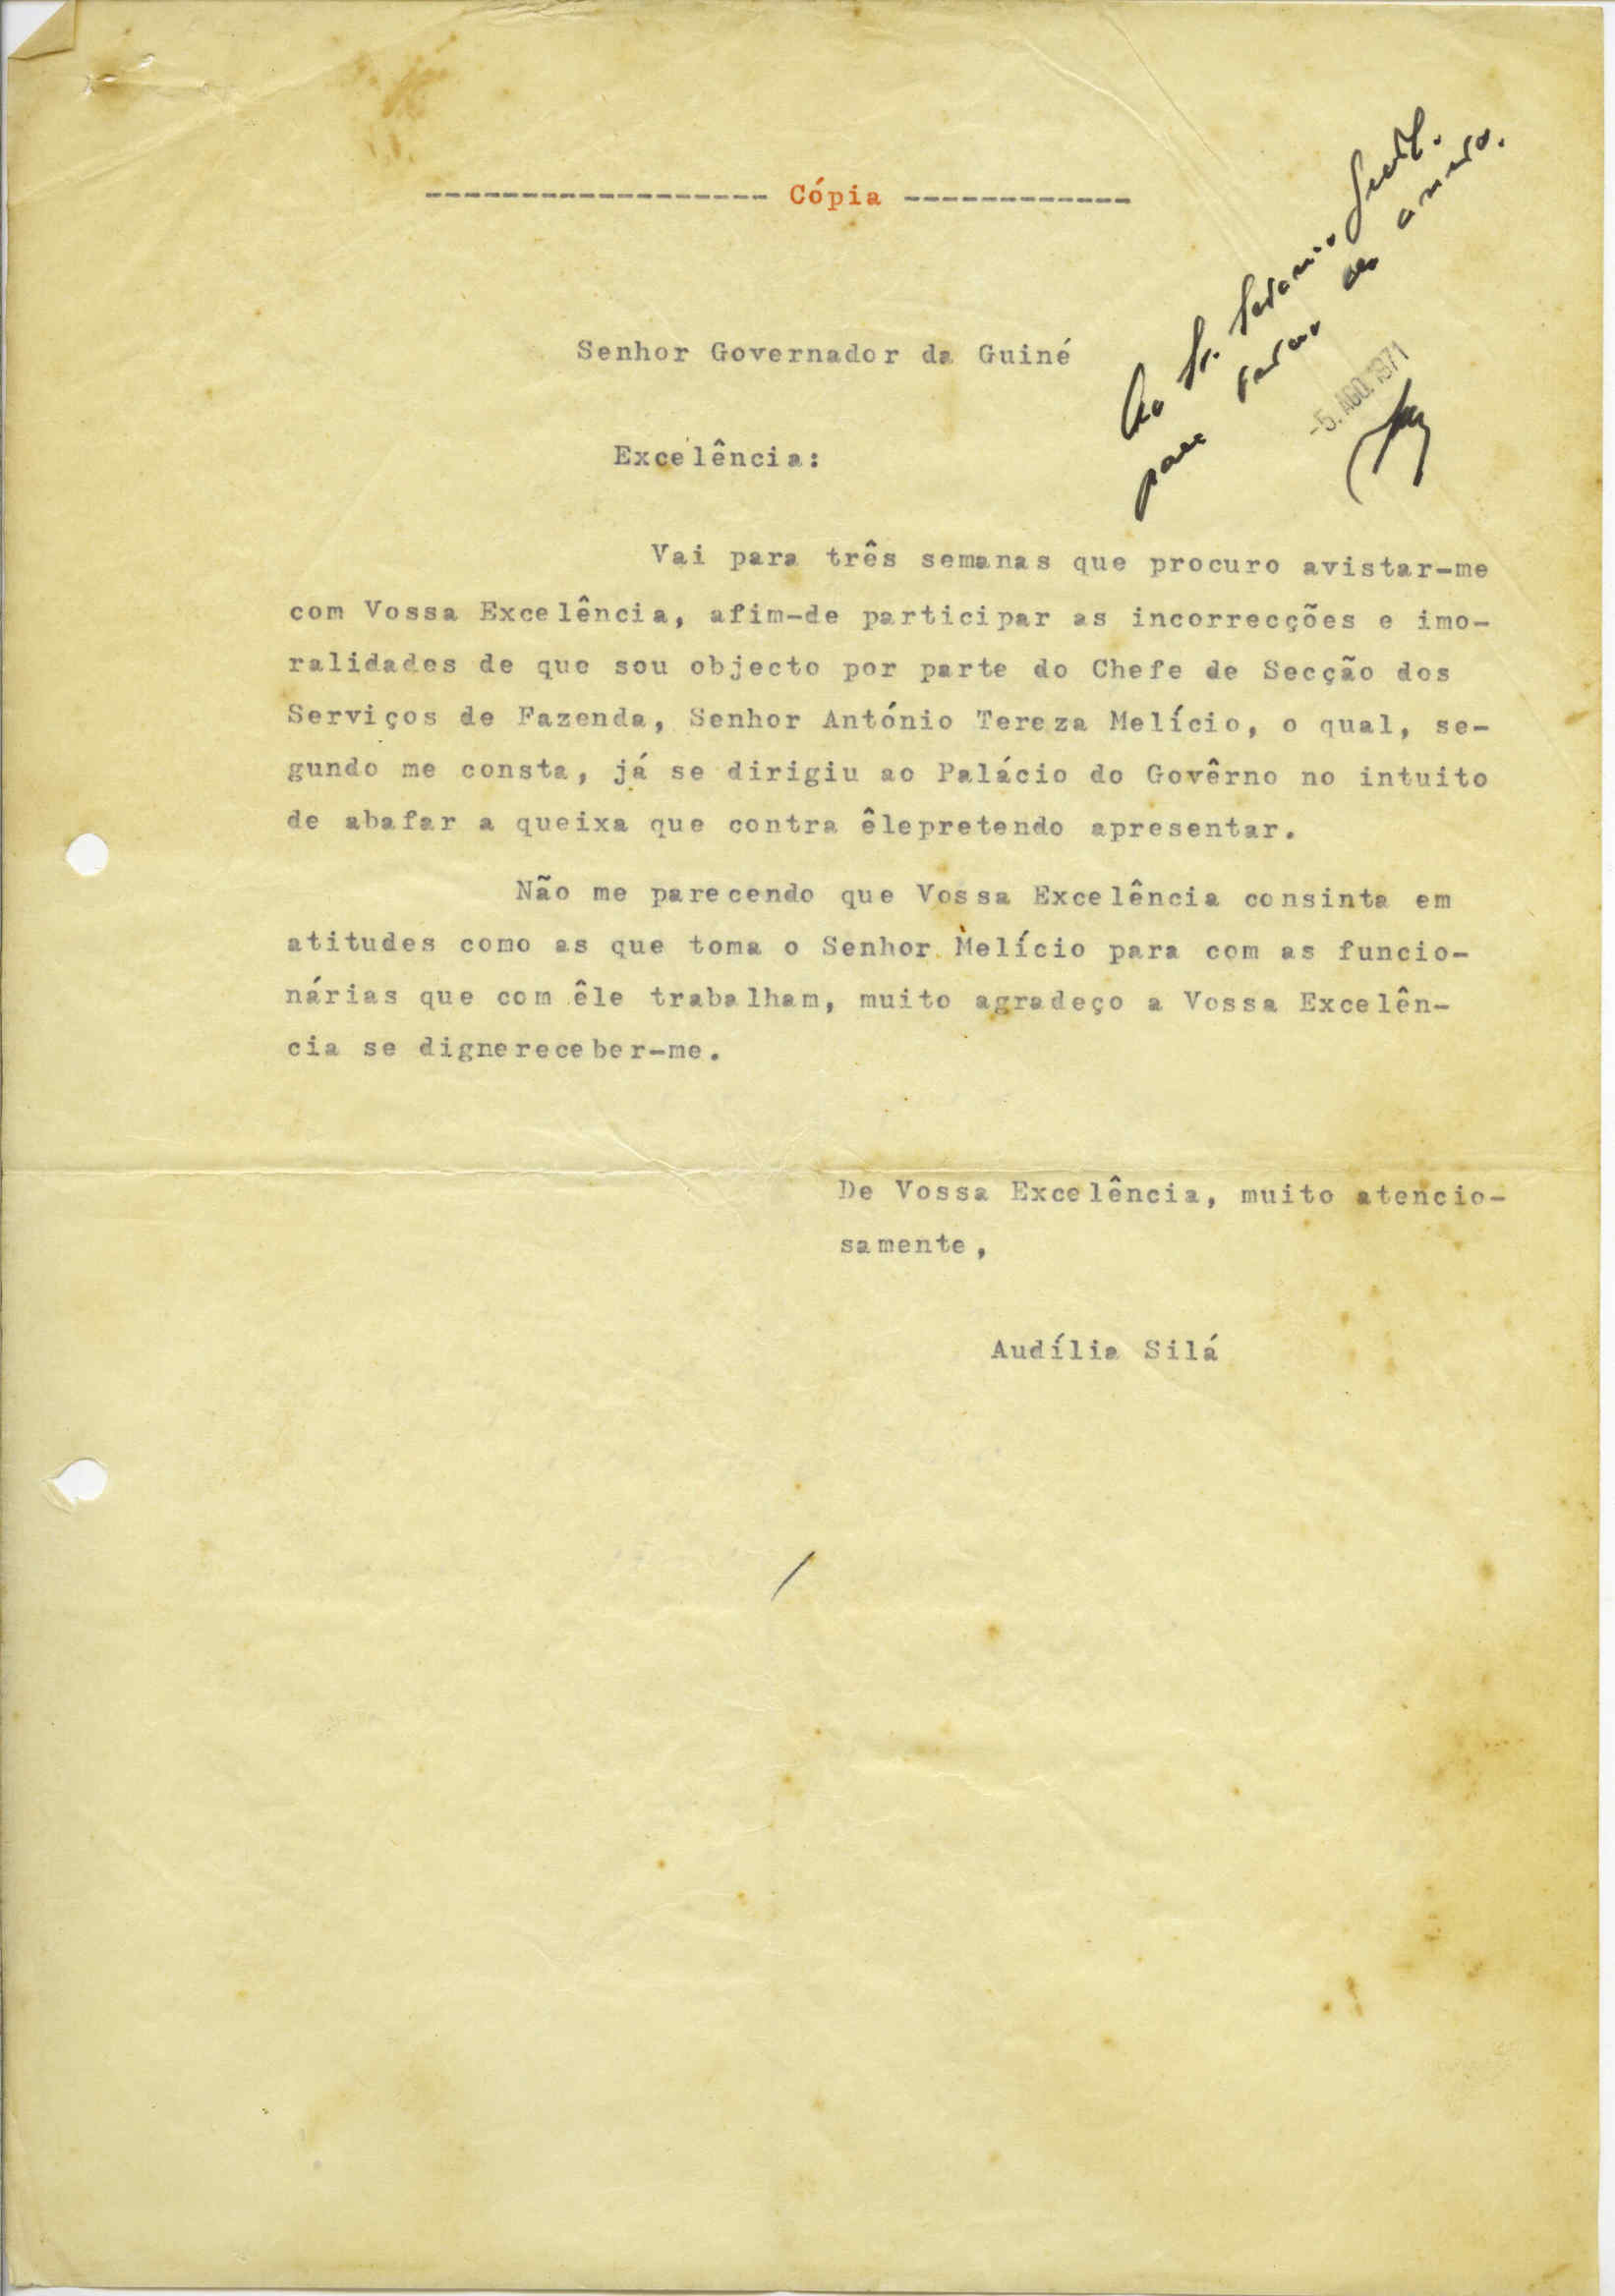 ------------------ Cópia ------------
Ao Sr.
para
-5. AGO. 1971
Senhor Governador da Guiné
Excelência:
Vai para três semanas que procuro avistar-me
com Vossa Excelência, afim-de participar as incorrecções e imo-
ralidades de que sou objecto por parte do Chefe de Secção dos
Serviços de Fazenda, Senhor António Tereza Melício, o qual, se-
gundo me consta, já se dirigiu ao Palácio do Govêrno no intuito
de abafar a queixa que contra êlepretendo apresentar.
Não me parecendo que Vossa Excelência consinta em
atitudes como as que toma o Senhor Melício para com as funcio-
nárias que com êle trabalham, muito agradeço a Vossa Excelên-
cia se dignereceber-me.
De Vossa Excelência, muito atencio-
samente,
Audília Silá